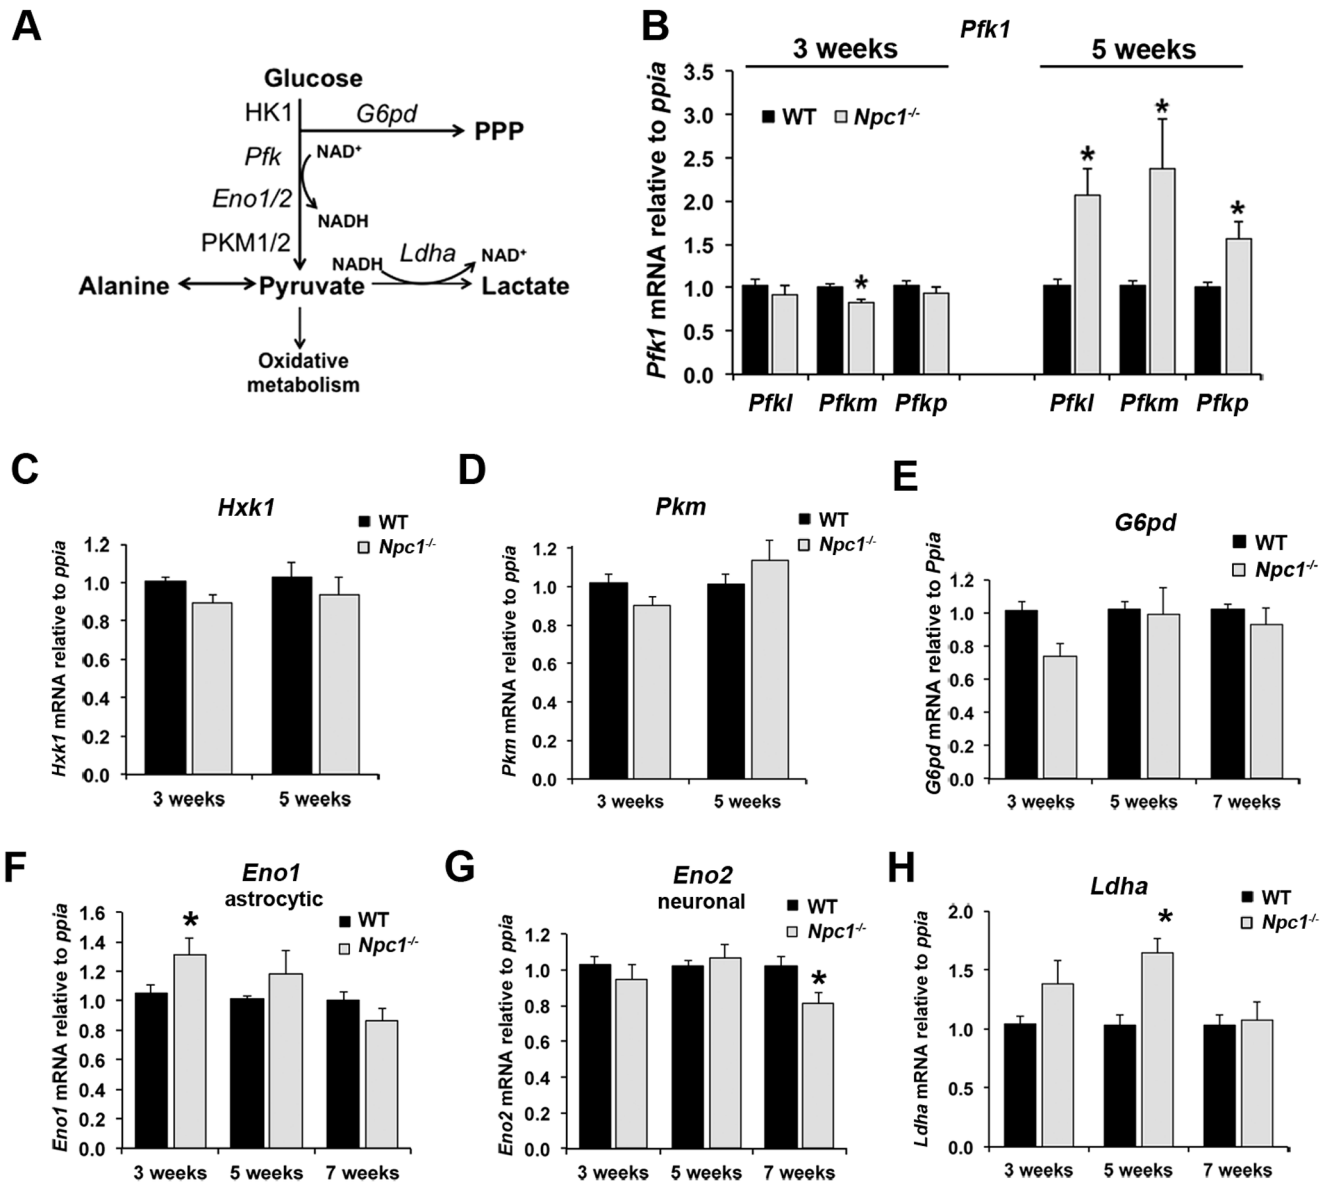 A
Glucose
HK1
G6pd
PPP
Pfk
NAD⁺
Eno1/2
NADH
PKM1/2
NADH
Ldha
NAD⁺
Alanine
Pyruvate
Lactate
Oxidative
metabolism
B
Pfk1
3 weeks
5 weeks
WT
Npc1⁻/⁻
Pfk1 mRNA relative to ppia
3.5
3.0
2.5
2.0
1.5
1.0
0.5
0.0
*
*
*
*
Pfkl
Pfkm
Pfkp
Pfkl
Pfkm
Pfkp
C
Hxk1
WT
Npc1⁻/⁻
Hxk1 mRNA relative to ppia
1.2
1.0
0.8
0.6
0.4
0.2
0.0
3 weeks
5 weeks
D
Pkm
WT
Npc1⁻/⁻
Pkm mRNA relative to ppia
1.2
1.0
0.8
0.6
0.4
0.2
0.0
3 weeks
5 weeks
E
G6pd
WT
Npc1⁻/⁻
G6pd mRNA relative to Ppia
1.2
1.0
0.8
0.6
0.4
0.2
0.0
3 weeks
5 weeks
7 weeks
F
Eno1
astrocytic
WT
Npc1⁻/⁻
Eno1 mRNA relative to ppia
1.6
1.4
1.2
1.0
0.8
0.6
0.4
0.2
0.0
*
3 weeks
5 weeks
7 weeks
G
Eno2
neuronal
WT
Npc1⁻/⁻
Eno2 mRNA relative to ppia
1.2
1.0
0.8
0.6
0.4
0.2
0.0
*
3 weeks
5 weeks
7 weeks
H
Ldha
WT
Npc1⁻/⁻
Ldha mRNA relative to ppia
2.0
1.5
1.0
0.5
0.0
*
3 weeks
5 weeks
7 weeks